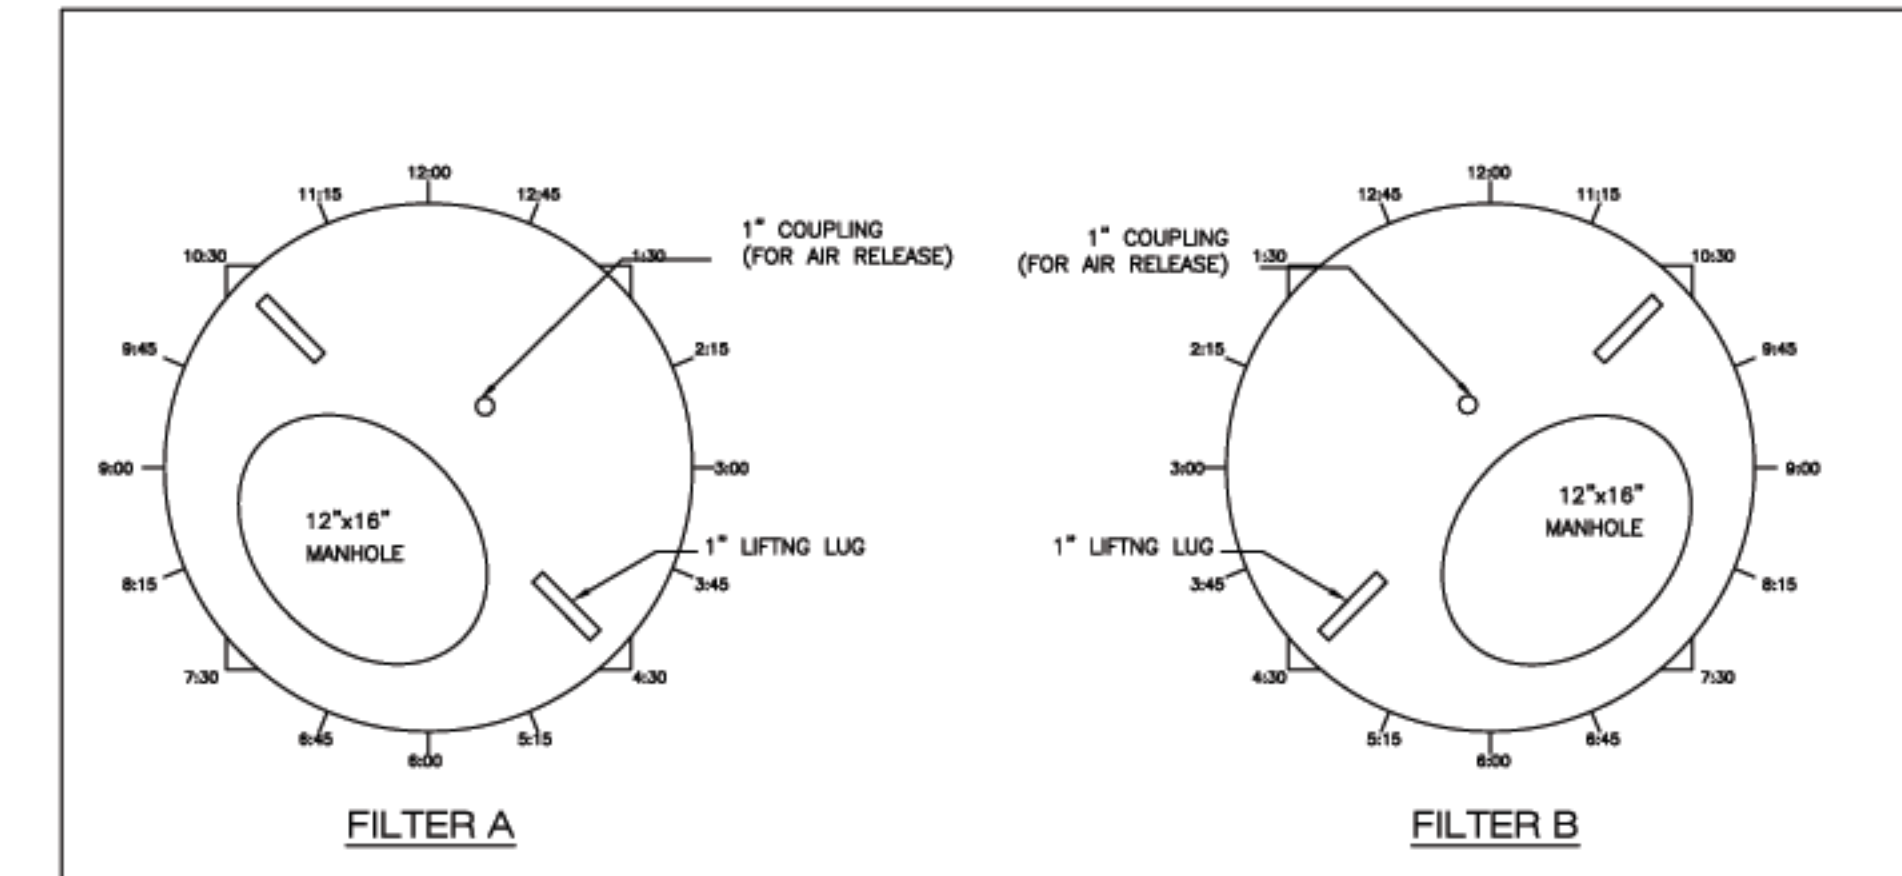 12:00
11:15
12:45
10:30
1:30
1" COUPLING
(FOR AIR RELEASE)
9:45
2:15
9:00
3:00
12"x16"
MANHOLE
1" LIFTNG LUG
8:15
3:45
7:30
4:30
6:45
5:15
6:00
FILTER A
12:00
12:45
11:15
1" COUPLING
(FOR AIR RELEASE)
1:30
10:30
2:15
9:45
3:00
9:00
12"x16"
MANHOLE
1" LIFTNG LUG
3:45
8:15
4:30
7:30
5:15
6:45
6:00
FILTER B